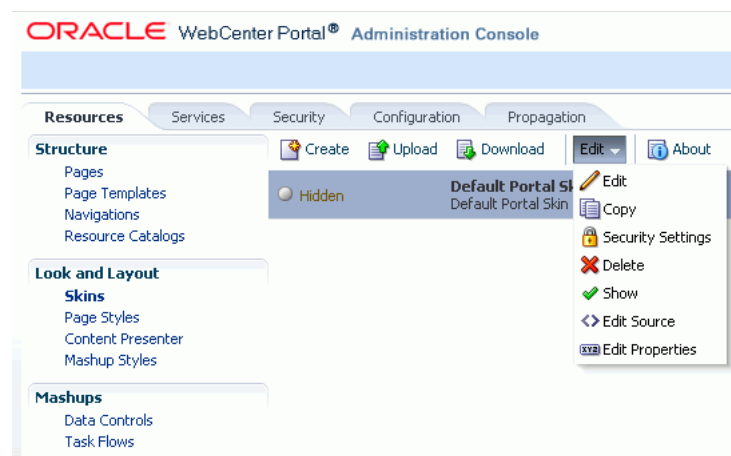 ORACLE WebCenter Portal® Administration Console
Resources Services Security Configuration Propagation
Structure
Pages
Page Templates
Navigations
Resource Catalogs
Look and Layout
Skins
Page Styles
Content Presenter
Mashup Styles
Mashups
Data Controls
Task Flows
Create Upload Download Edit About
Hidden
Default Portal Sk
Default Portal Skin
Edit
Copy
Security Settings
Delete
Show
Edit Source
XYZ Edit Properties